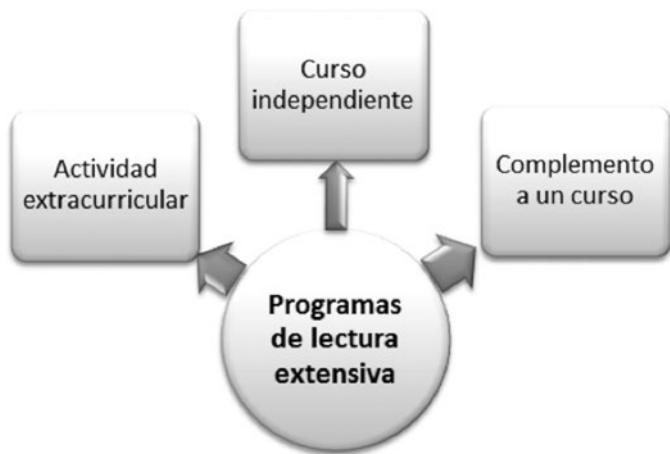 Curso
independiente
Actividad
extracurricular
Complemento
a un curso
Programas
de lectura
extensiva